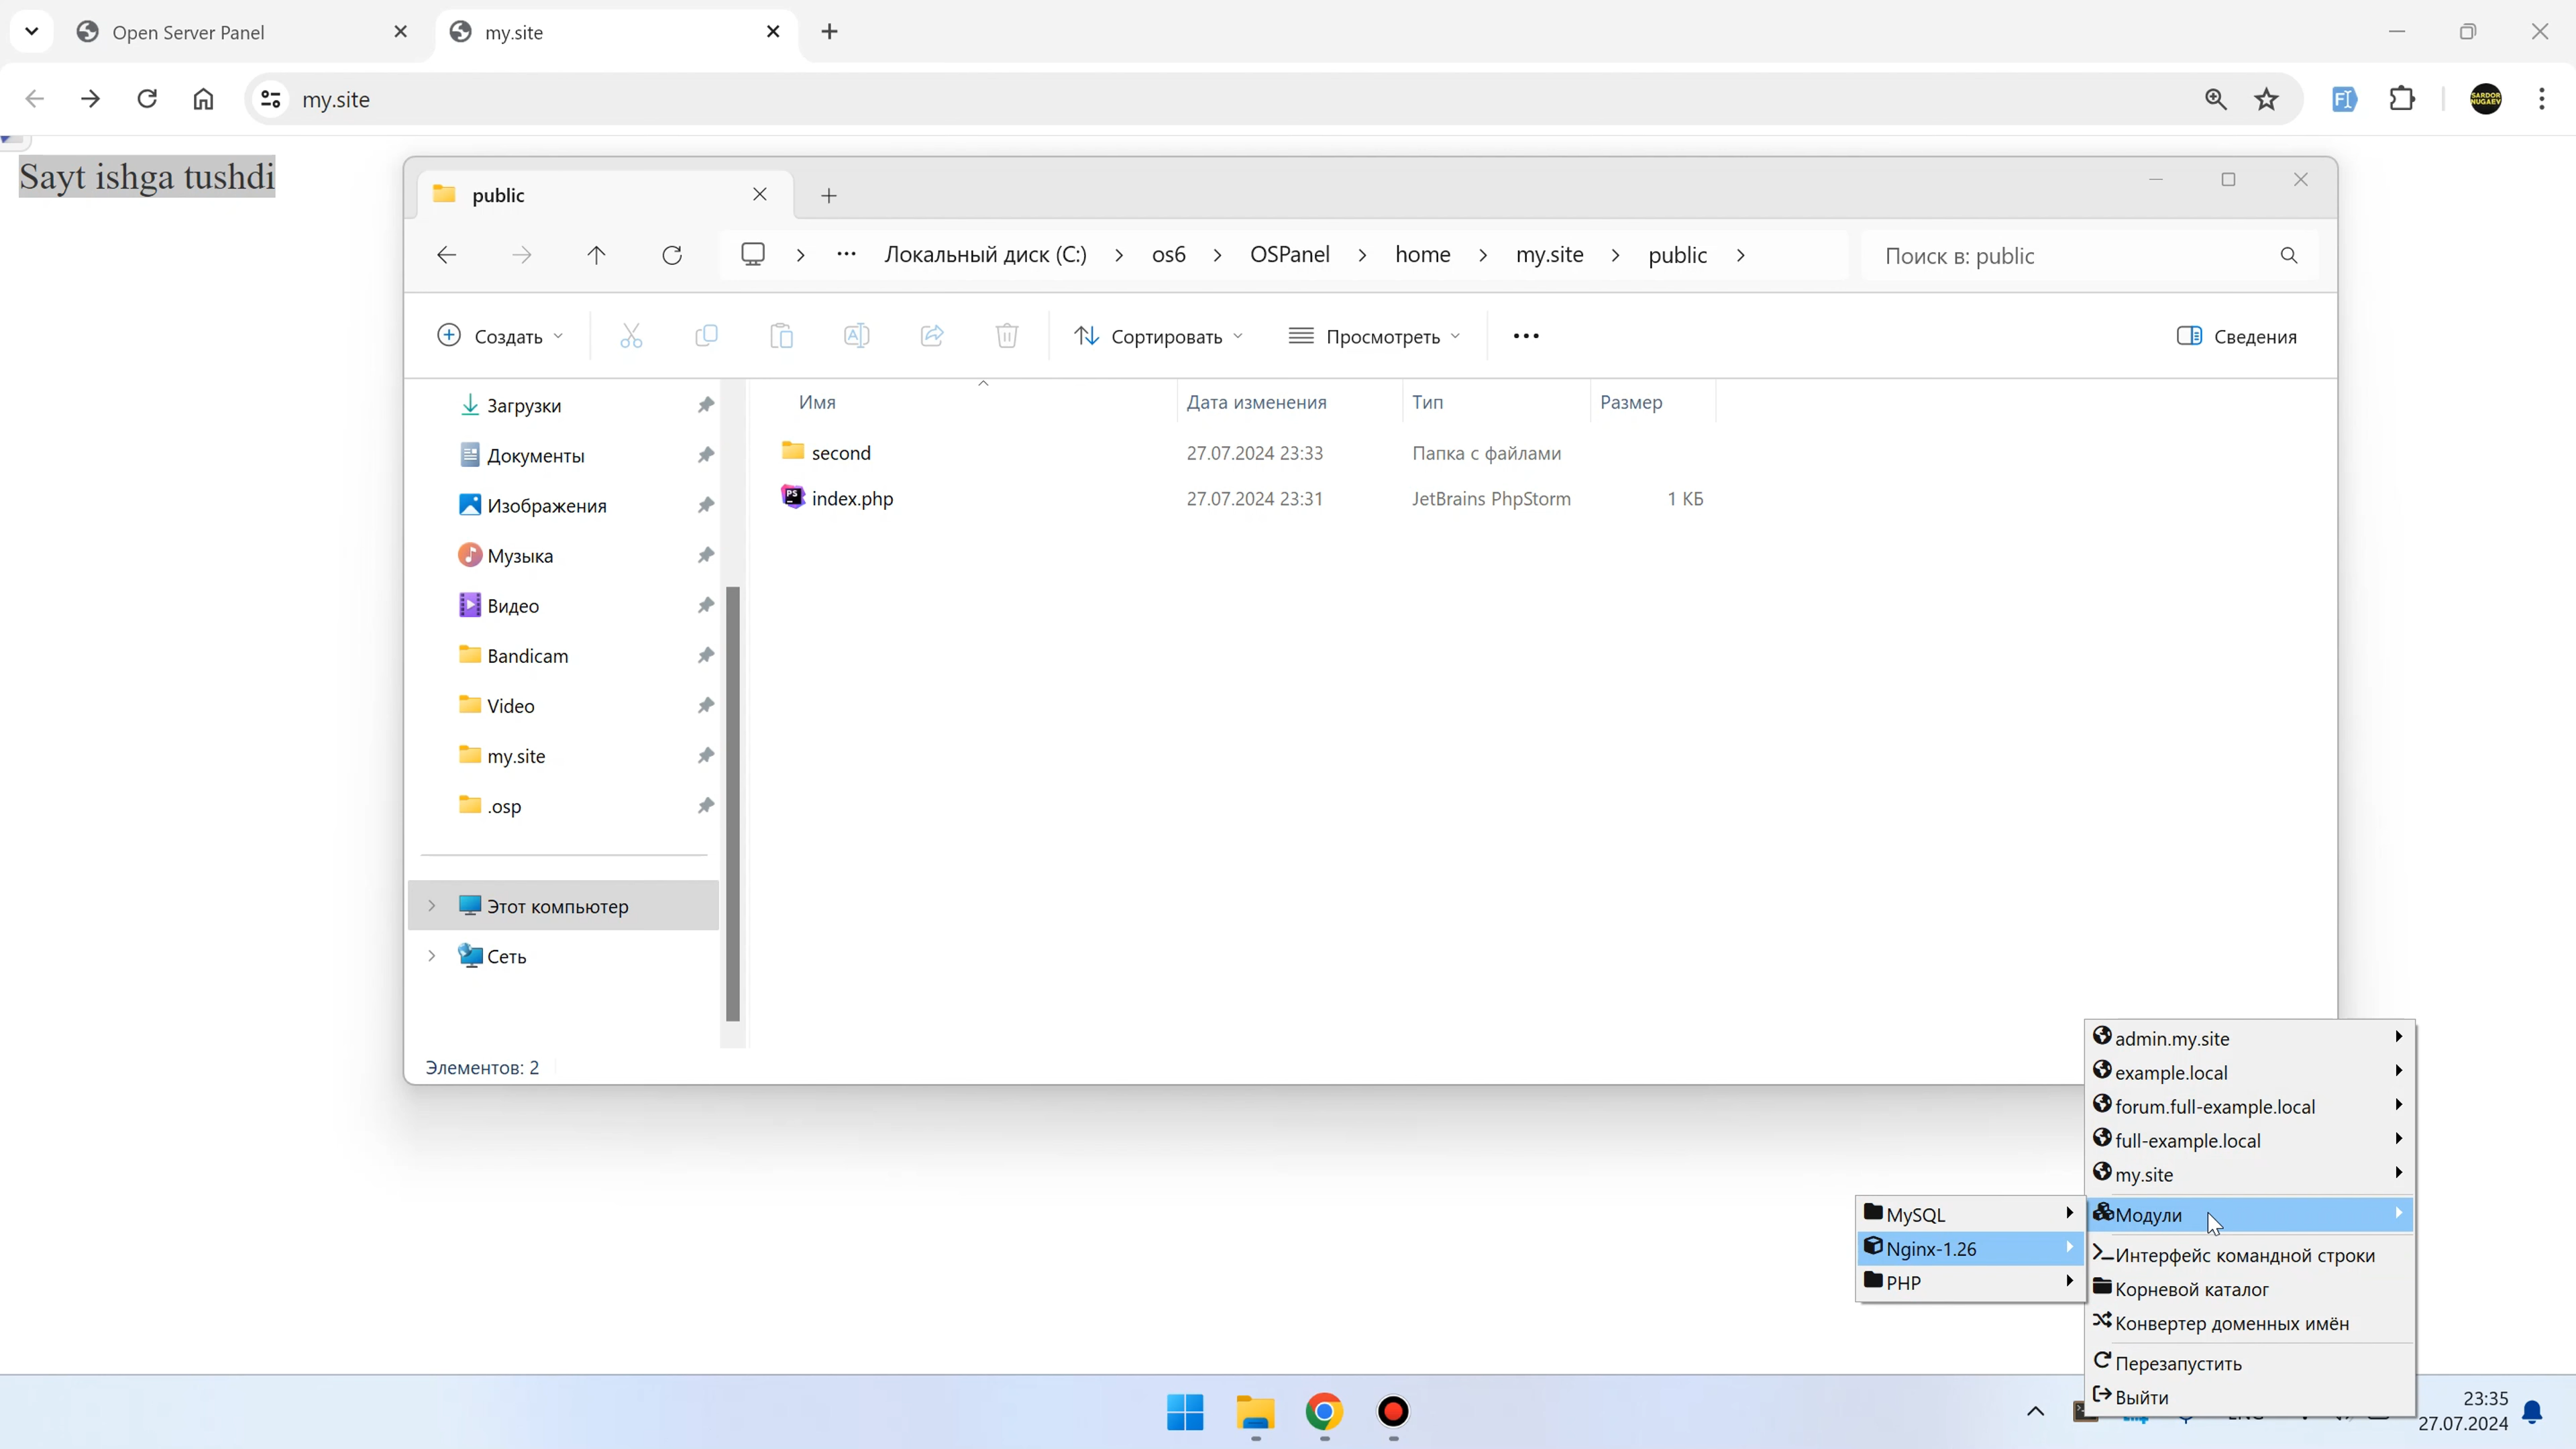 Open Server Panel
my.site
my.site
SARDOR
NUGAEV
Sayt ishga tushdi
public
Локальный диск (C:) os6 OSPanel home my.site public
Поиск в: public
Создать
Сортировать
Просмотреть
Сведения
Загрузки
Документы
Изображения
Музыка
Видео
Bandicam
Video
my.site
.osp
Этот компьютер
Сеть
Имя Дата изменения Тип Размер
second 27.07.2024 23:33 Папка с файлами
index.php 27.07.2024 23:31 JetBrains PhpStorm 1 КБ
Элементов: 2
admin.my.site
example.local
forum.full-example.local
full-example.local
my.site
Модули
Интерфейс командной строки
Корневой каталог
Конвертер доменных имён
Перезапустить
Выйти
MySQL
Nginx-1.26
PHP
23:35
27.07.2024